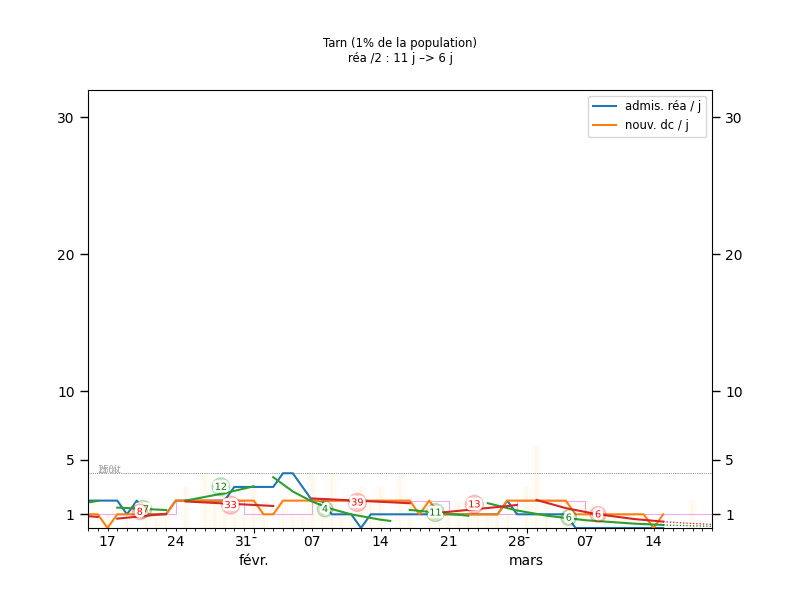 Tarn (1% de la population)
réa /2 : 11 j –> 6 j
admis. réa / j
nouv. dc / j
30 30
20 20
10 10
5 5
1 1
8 7 12 33 4 39 11 13 6 6
17 24 31 07 14 21 28 07 14
févr. mars